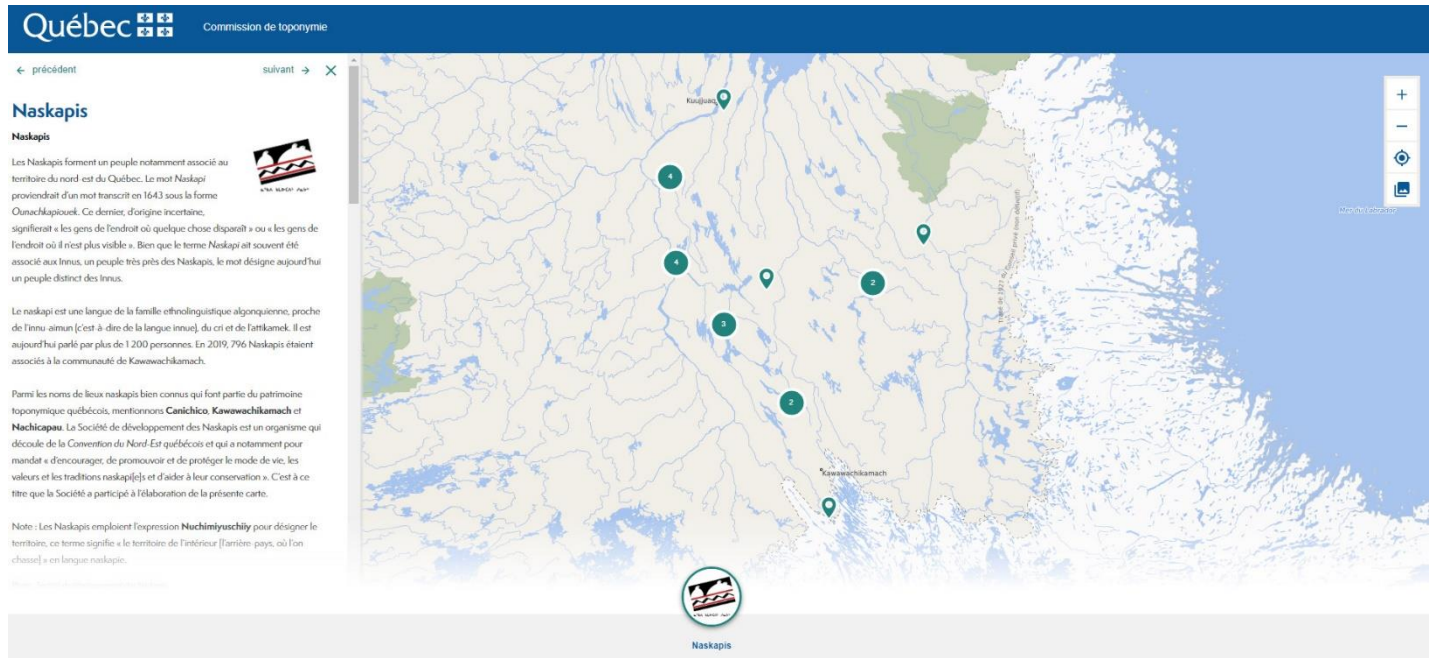 Québec
Commission de toponymie
← précédent
suivant →
Naskapis
Naskapis
Les Naskapis forment un peuple notamment associé au
territoire du nord-est du Québec. Le mot Naskapi
proviendrait d'un mot transcrit en 1643 sous la forme
Ounachkapiouek. Ce dernier, d'origine incertaine,
signifierait « les gens de l'endroit où quelque chose disparaît » ou « les gens de
l'endroit où il n'est plus visible ». Bien que le terme Naskapi ait souvent été
associé aux Innus, un peuple très près des Naskapis, le mot désigne aujourd'hui
un peuple distinct des Innus.
Le naskapi est une langue de la famille ethnolinguistique algonquienne, proche
de l'innu-aimun (c'est-à-dire de la langue innue), du cri et de l'attikamek. Il est
aujourd'hui parlé par plus de 1 200 personnes. En 2019, 796 Naskapis étaient
associés à la communauté de Kawawachikamach.
Parmi les noms de lieux naskapis bien connus qui font partie du patrimoine
toponymique québécois, mentionnons Canichico, Kawawachikamach et
Nachicapau. La Société de développement des Naskapis est un organisme qui
découle de la Convention du Nord-Est québécois et qui a notamment pour
mandat « d'encourager, de promouvoir et de protéger le mode de vie, les
valeurs et les traditions naskapi[e]s et d'aider à leur conservation ». C'est à ce
titre que la Société a participé à l'élaboration de la présente carte.
Note : Les Naskapis emploient l'expression Nuchimiyuschiiy pour désigner le
territoire, ce terme signifie « le territoire de l'intérieur [l'arrière-pays, où l'on
chasse] » en langue naskapie.
Kuujjuaq
4
4
2
3
2
Kawawachikamach
Tracé de 1927 du Conseil privé (non définitif)
Mer du Labrador
Naskapis